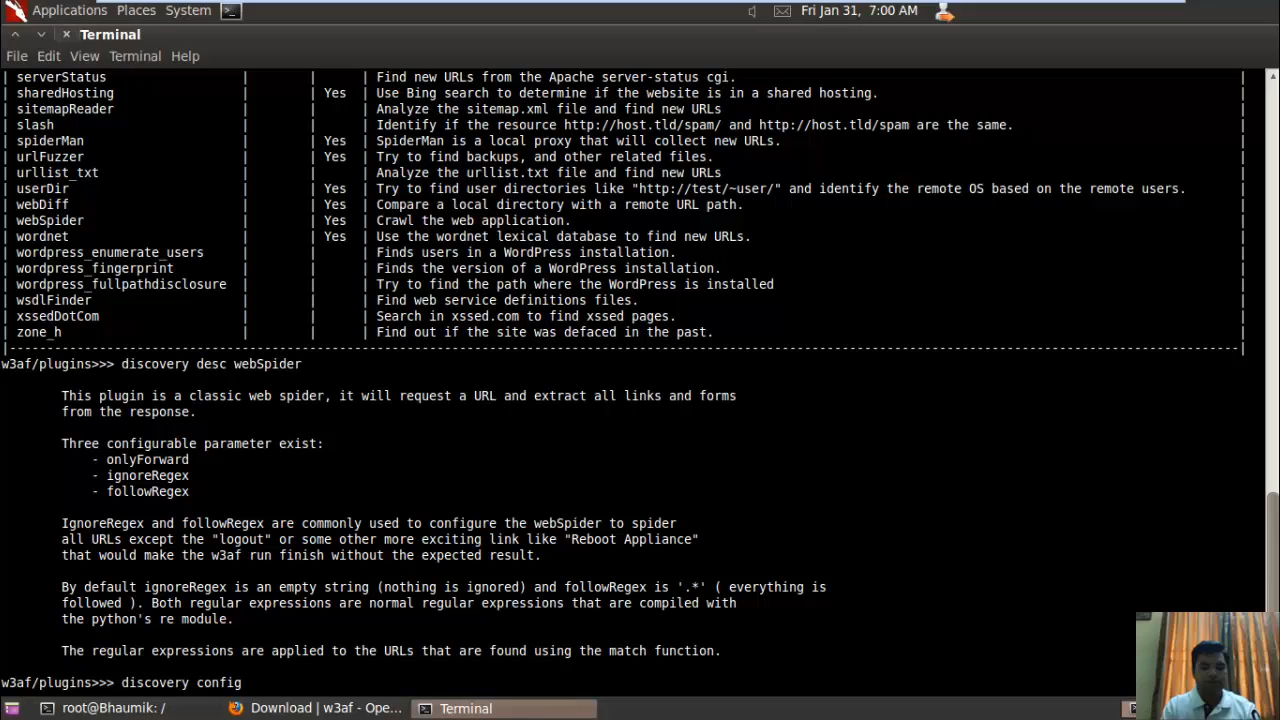 Applications Places System Fri Jan 31, 7:00 AM
Terminal
File Edit View Terminal Help
| serverStatus | | | Find new URLs from the Apache server-status cgi. |
| sharedHosting | | Yes | Use Bing search to determine if the website is in a shared hosting. |
| sitemapReader | | | Analyze the sitemap.xml file and find new URLs |
| slash | | | Identify if the resource http://host.tld/spam/ and http://host.tld/spam are the same. |
| spiderMan | | Yes | SpiderMan is a local proxy that will collect new URLs. |
| urlFuzzer | | Yes | Try to find backups, and other related files. |
| urllist_txt | | | Analyze the urllist.txt file and find new URLs |
| userDir | | Yes | Try to find user directories like "http://test/~user/" and identify the remote OS based on the remote users. |
| webDiff | | Yes | Compare a local directory with a remote URL path. |
| webSpider | | Yes | Crawl the web application. |
| wordnet | | Yes | Use the wordnet lexical database to find new URLs. |
| wordpress_enumerate_users | | | Finds users in a WordPress installation. |
| wordpress_fingerprint | | | Finds the version of a WordPress installation. |
| wordpress_fullpathdisclosure | | | Try to find the path where the WordPress is installed |
| wsdlFinder | | | Find web service definitions files. |
| xssedDotCom | | | Search in xssed.com to find xssed pages. |
| zone_h | | | Find out if the site was defaced in the past. |
w3af/plugins>>> discovery desc webSpider
This plugin is a classic web spider, it will request a URL and extract all links and forms
from the response.
Three configurable parameter exist:
- onlyForward
- ignoreRegex
- followRegex
IgnoreRegex and followRegex are commonly used to configure the webSpider to spider
all URLs except the "logout" or some other more exciting link like "Reboot Appliance"
that would make the w3af run finish without the expected result.
By default ignoreRegex is an empty string (nothing is ignored) and followRegex is '.*' ( everything is
followed ). Both regular expressions are normal regular expressions that are compiled with
the python's re module.
The regular expressions are applied to the URLs that are found using the match function.
w3af/plugins>>> discovery config
root@Bhaumik: / Download | w3af - Ope... Terminal